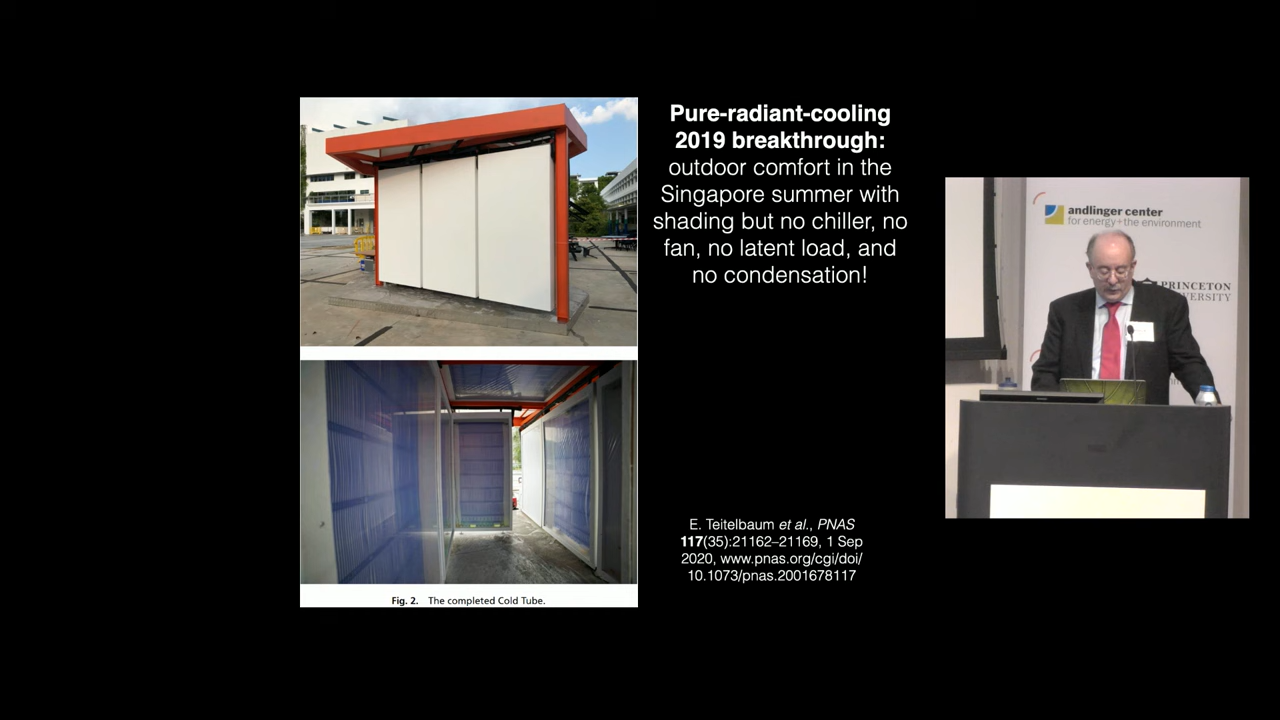 Pure-radiant-cooling
2019 breakthrough:
outdoor comfort in the
Singapore summer with
shading but no chiller, no
fan, no latent load, and
no condensation!
E. Teitelbaum et al., PNAS
117(35):21162–21169, 1 Sep
2020, www.pnas.org/cgi/doi/
10.1073/pnas.2001678117
Fig. 2. The completed Cold Tube.
andlinger center
for energy+the environment
PRINCETON